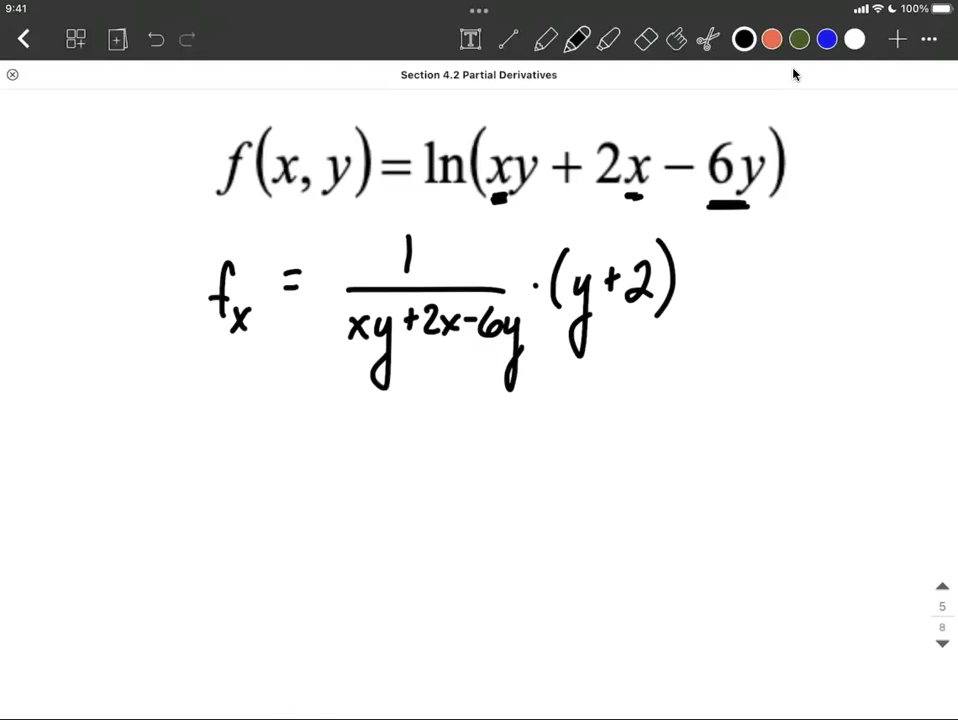 9:41
100%
Section 4.2 Partial Derivatives
f(x, y) = ln(xy + 2x − 6y)
f_x = 1/(xy+2x-6y) · (y+2)
5
8